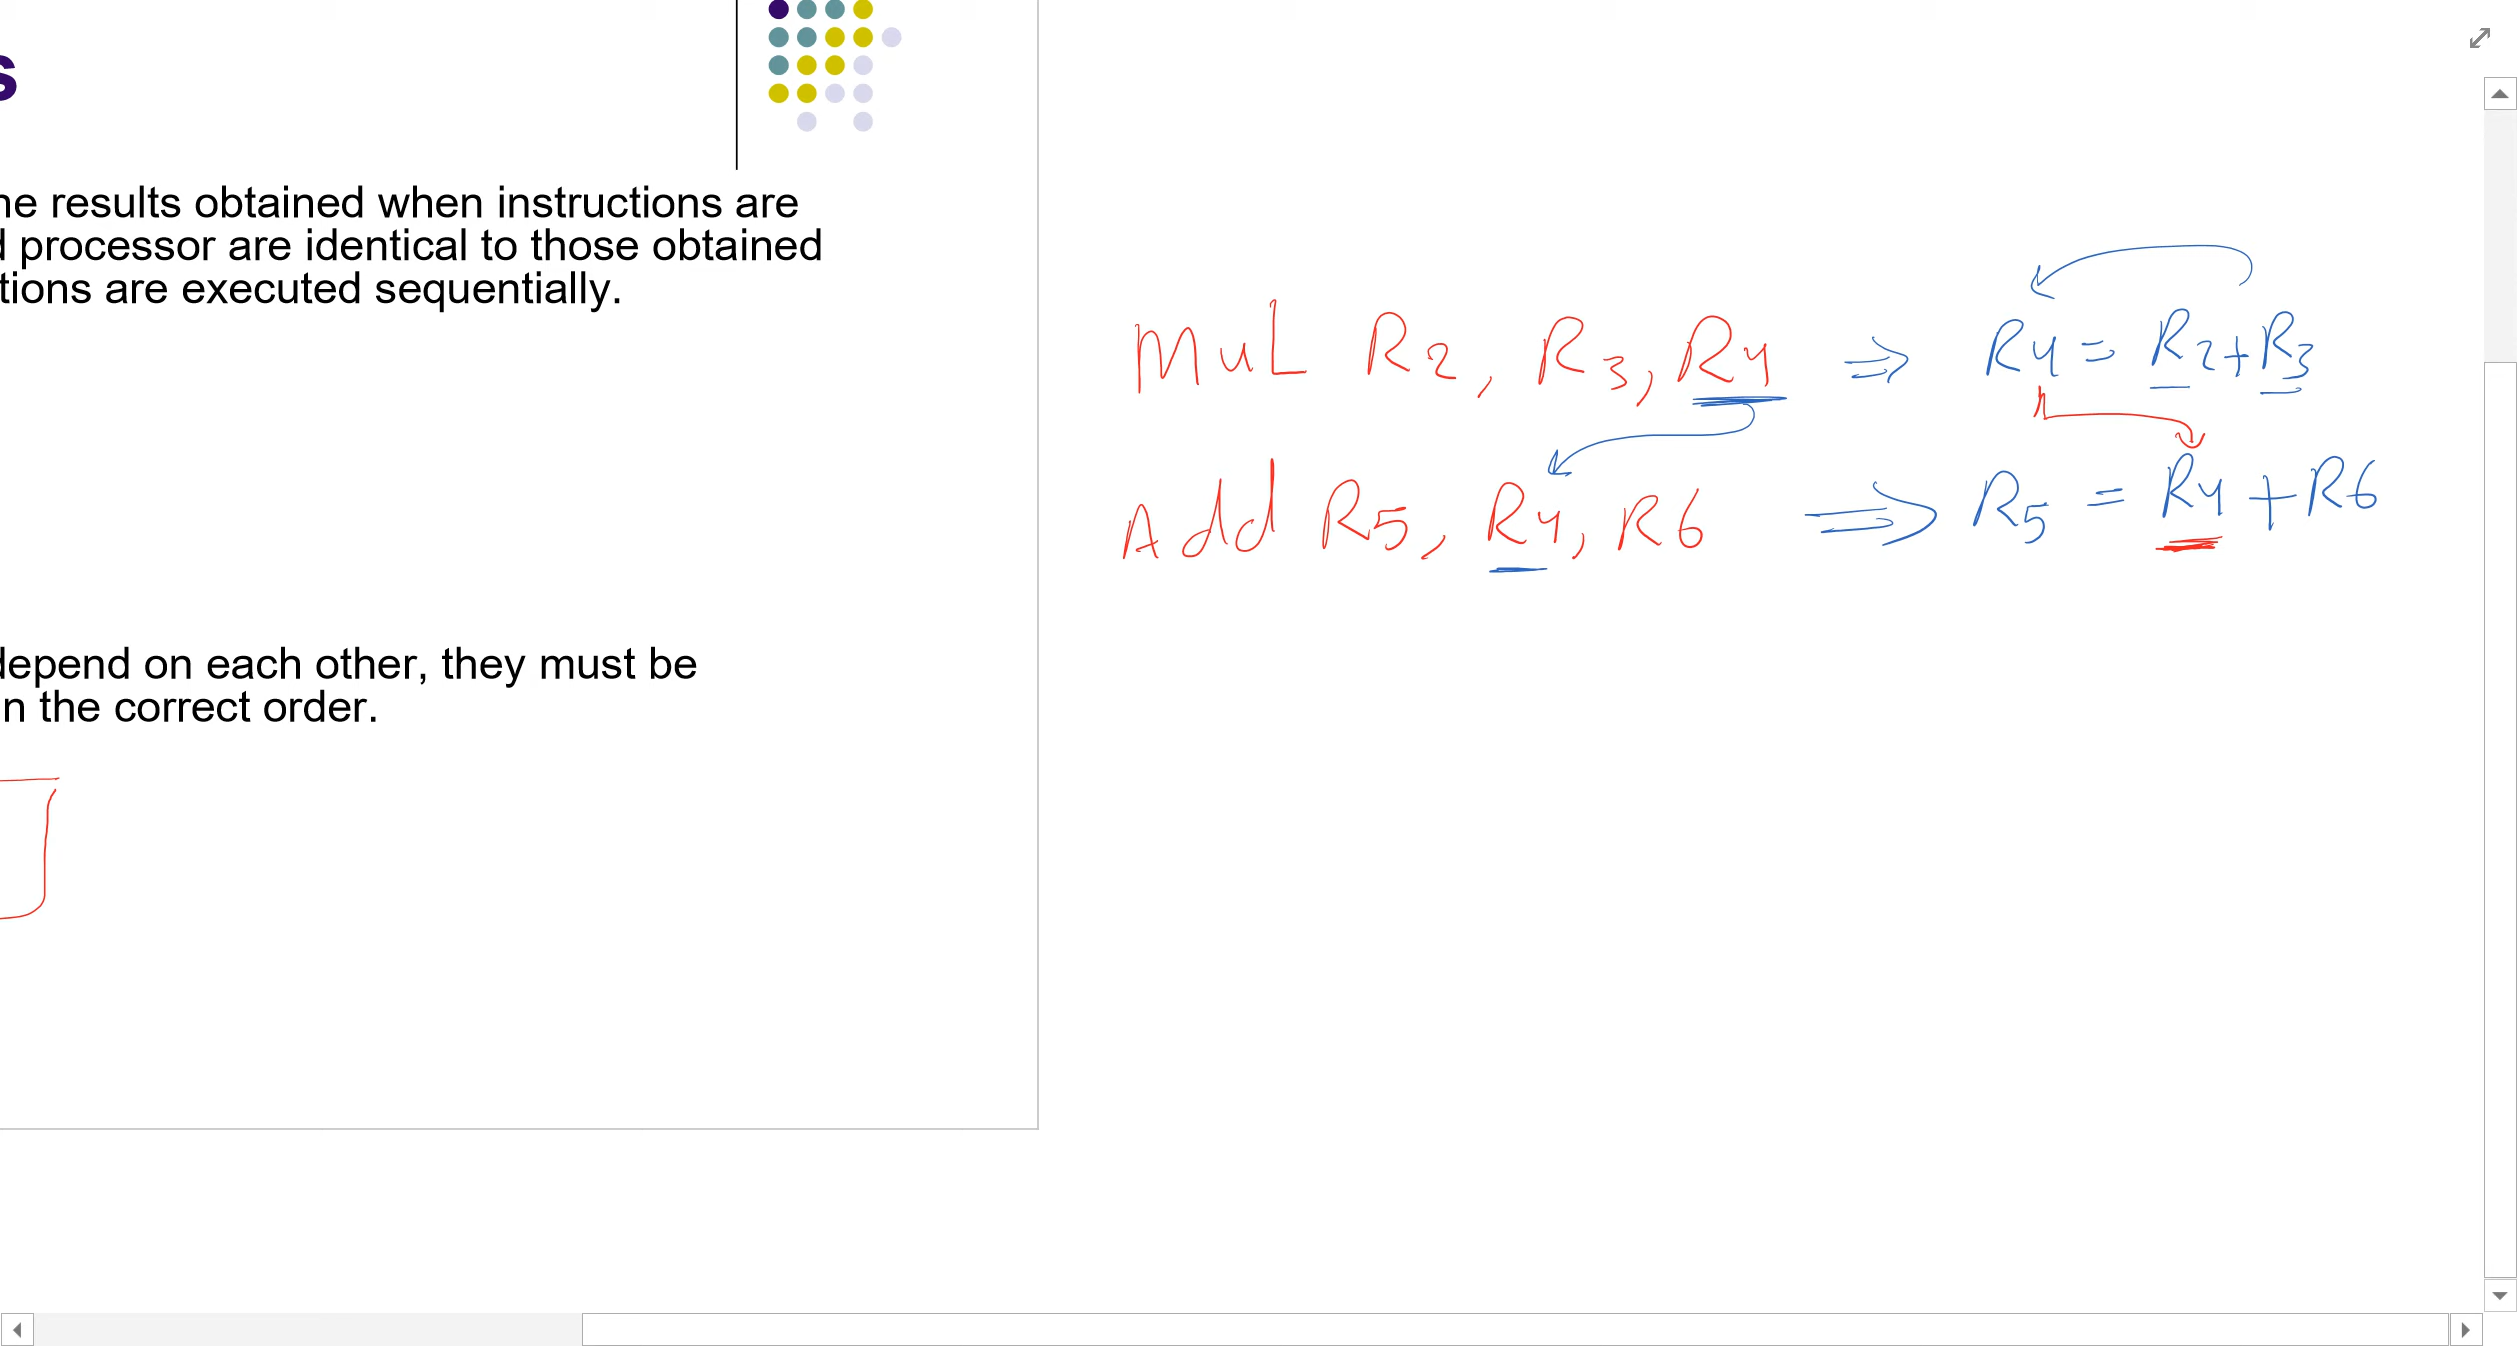 s
ne results obtained when instructions are
d processor are identical to those obtained
tions are executed sequentially.
Mul R2, R3, R4 ⇒ R4 = R2+R3
Add R5, R4, R6 ⇒ R5 = R4 + R6
depend on each other, they must be
n the correct order.